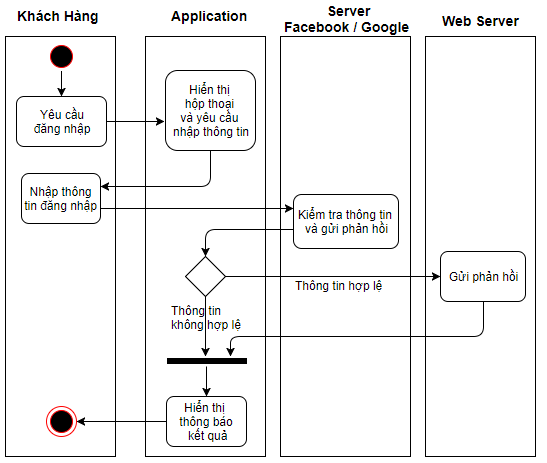 Khách Hàng
Application
Server
Facebook / Google
Web Server
Yêu cầu
đăng nhập
Hiển thị
hộp thoại
và yêu cầu
nhập thông tin
Nhập thông
tin đăng nhập
Kiểm tra thông tin
và gửi phản hồi
Thông tin hợp lệ
Gửi phản hồi
Thông tin
không hợp lệ
Hiển thị
thông báo
kết quả